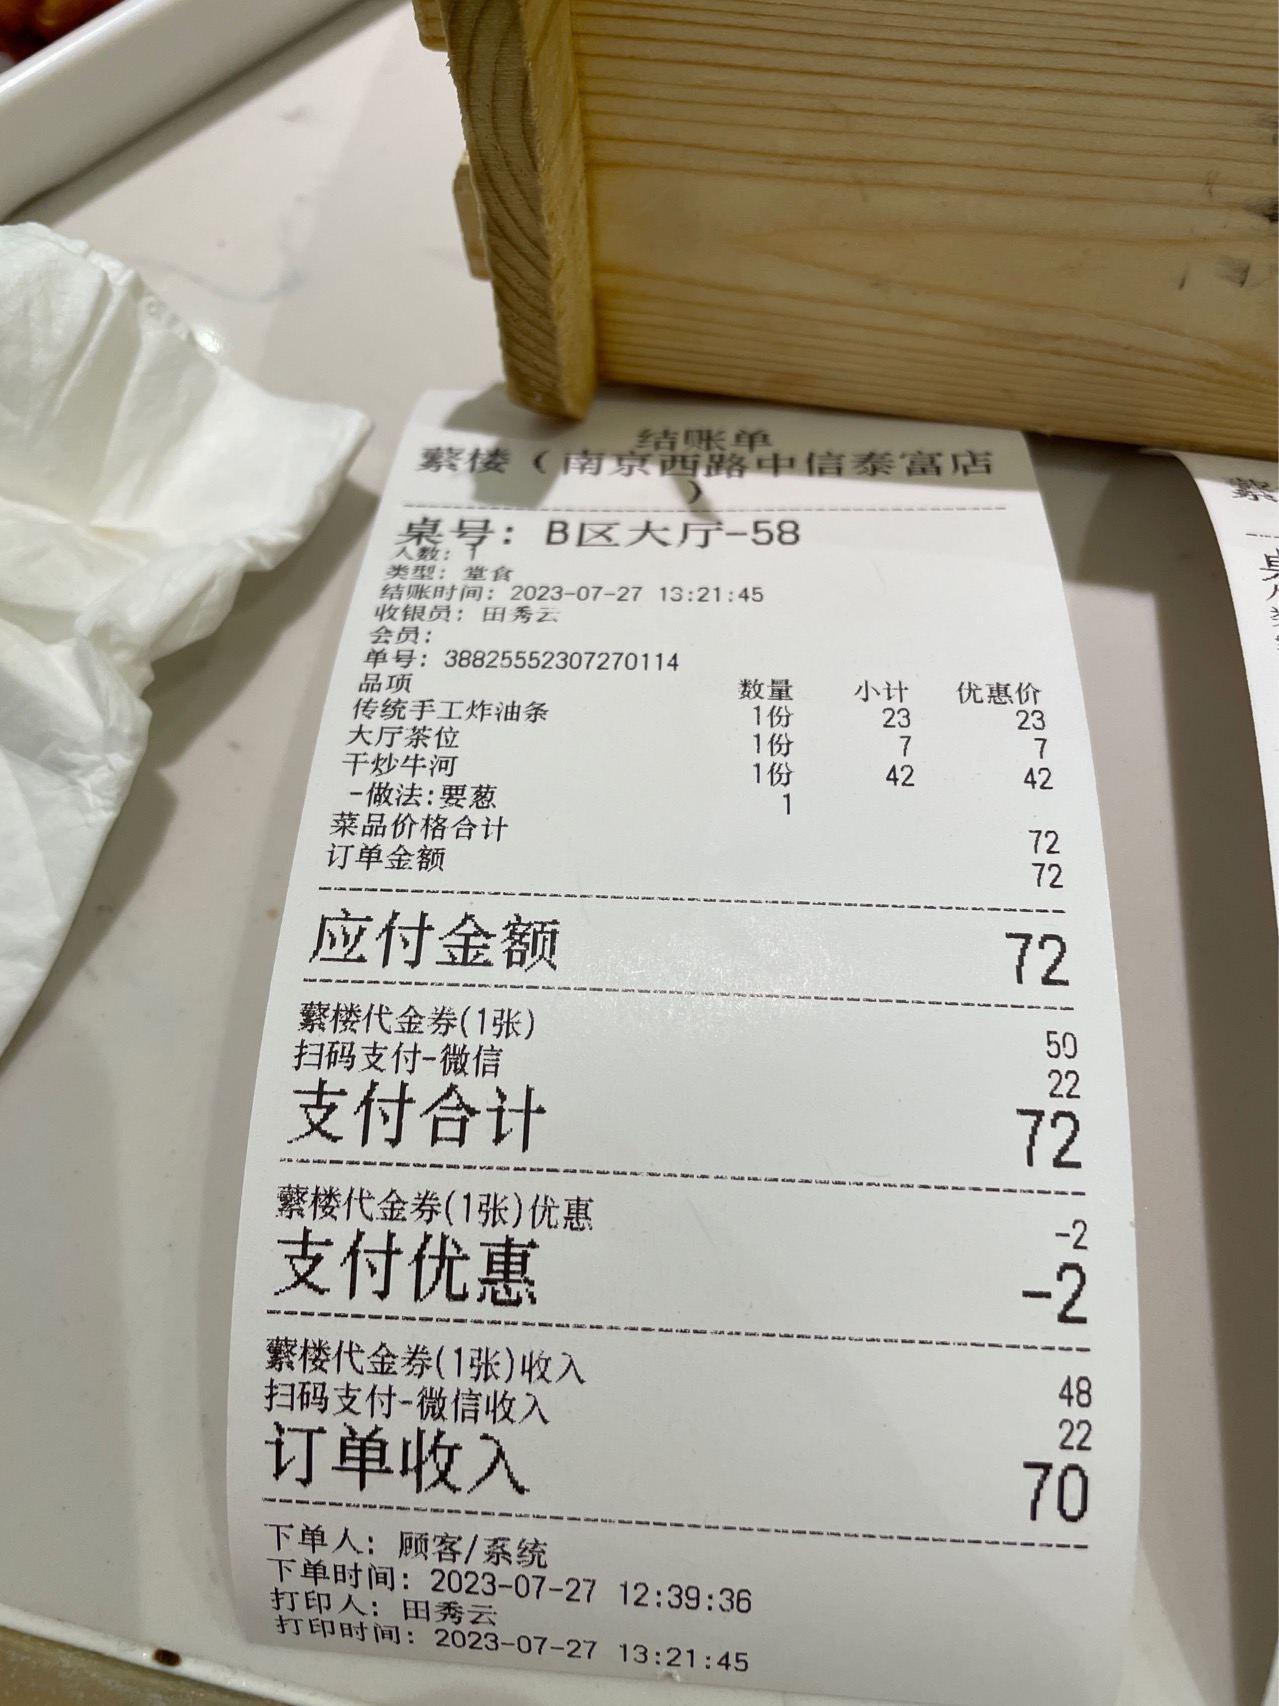 结账单
蘩楼（南京西路中信泰富店
）
桌号：B区大厅-58
人数：1
类型：堂食
结账时间：2023-07-27 13:21:45
收银员：田秀云
会员：
单号：38825552307270114
品项 数量 小计 优惠价
传统手工炸油条 1份 23 23
大厅茶位 1份 7 7
干炒牛河 1份 42 42
-做法:要葱 1
菜品价格合计 72
订单金额 72
应付金额 72
蘩楼代金券(1张) 50
扫码支付-微信 22
支付合计 72
蘩楼代金券(1张)优惠 -2
支付优惠 -2
蘩楼代金券(1张)收入 48
扫码支付-微信收入 22
订单收入 70
下单人：顾客/系统
下单时间：2023-07-27 12:39:36
打印人：田秀云
打印时间：2023-07-27 13:21:45